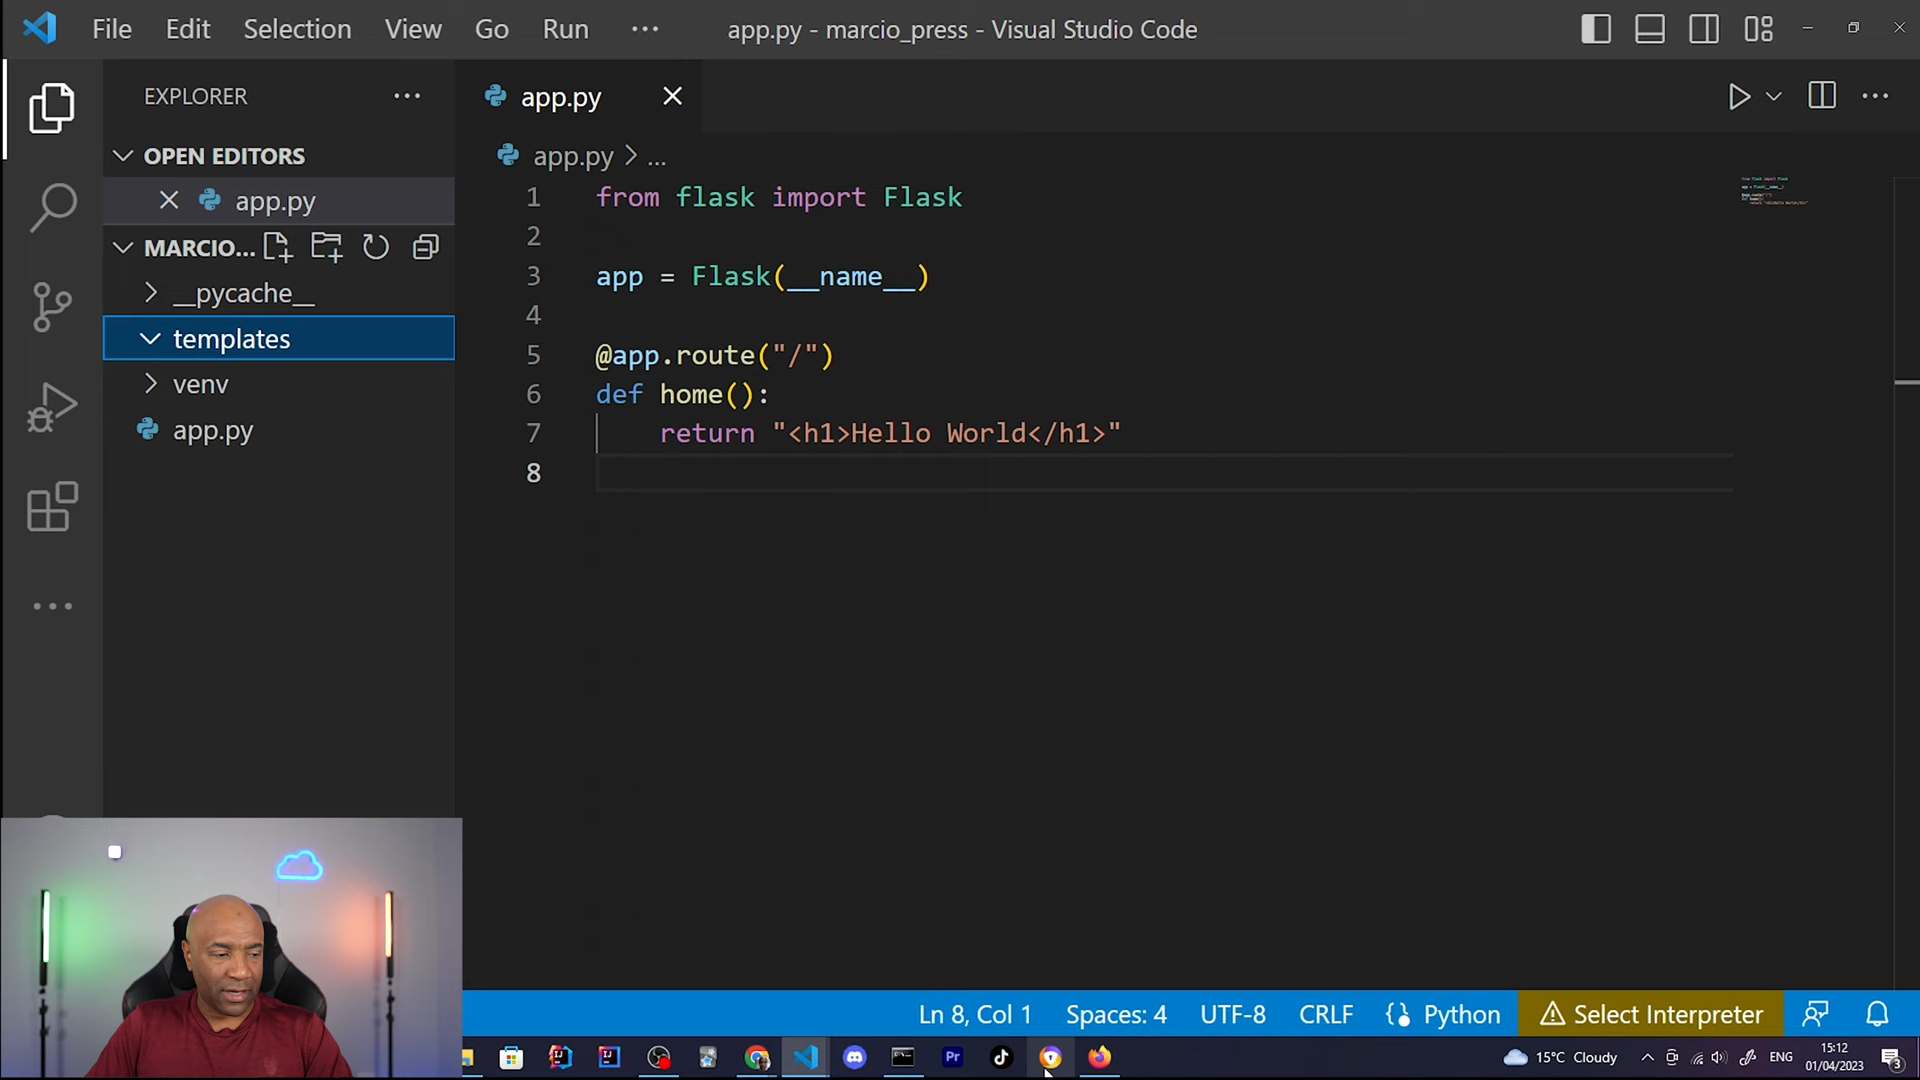 File Edit Selection View Go Run ··· app.py - marcio_press - Visual Studio Code
EXPLORER ···
OPEN EDITORS
app.py
MARCIO...
__pycache__
templates
venv
app.py
app.py
app.py > ...
1 from flask import Flask
2
3 app = Flask(__name__)
4
5 @app.route("/")
6 def home():
7 return "<h1>Hello World</h1>"
8
Ln 8, Col 1 Spaces: 4 UTF-8 CRLF Python Select Interpreter
Pr
15°C Cloudy ENG 15:12
01/04/2023
3